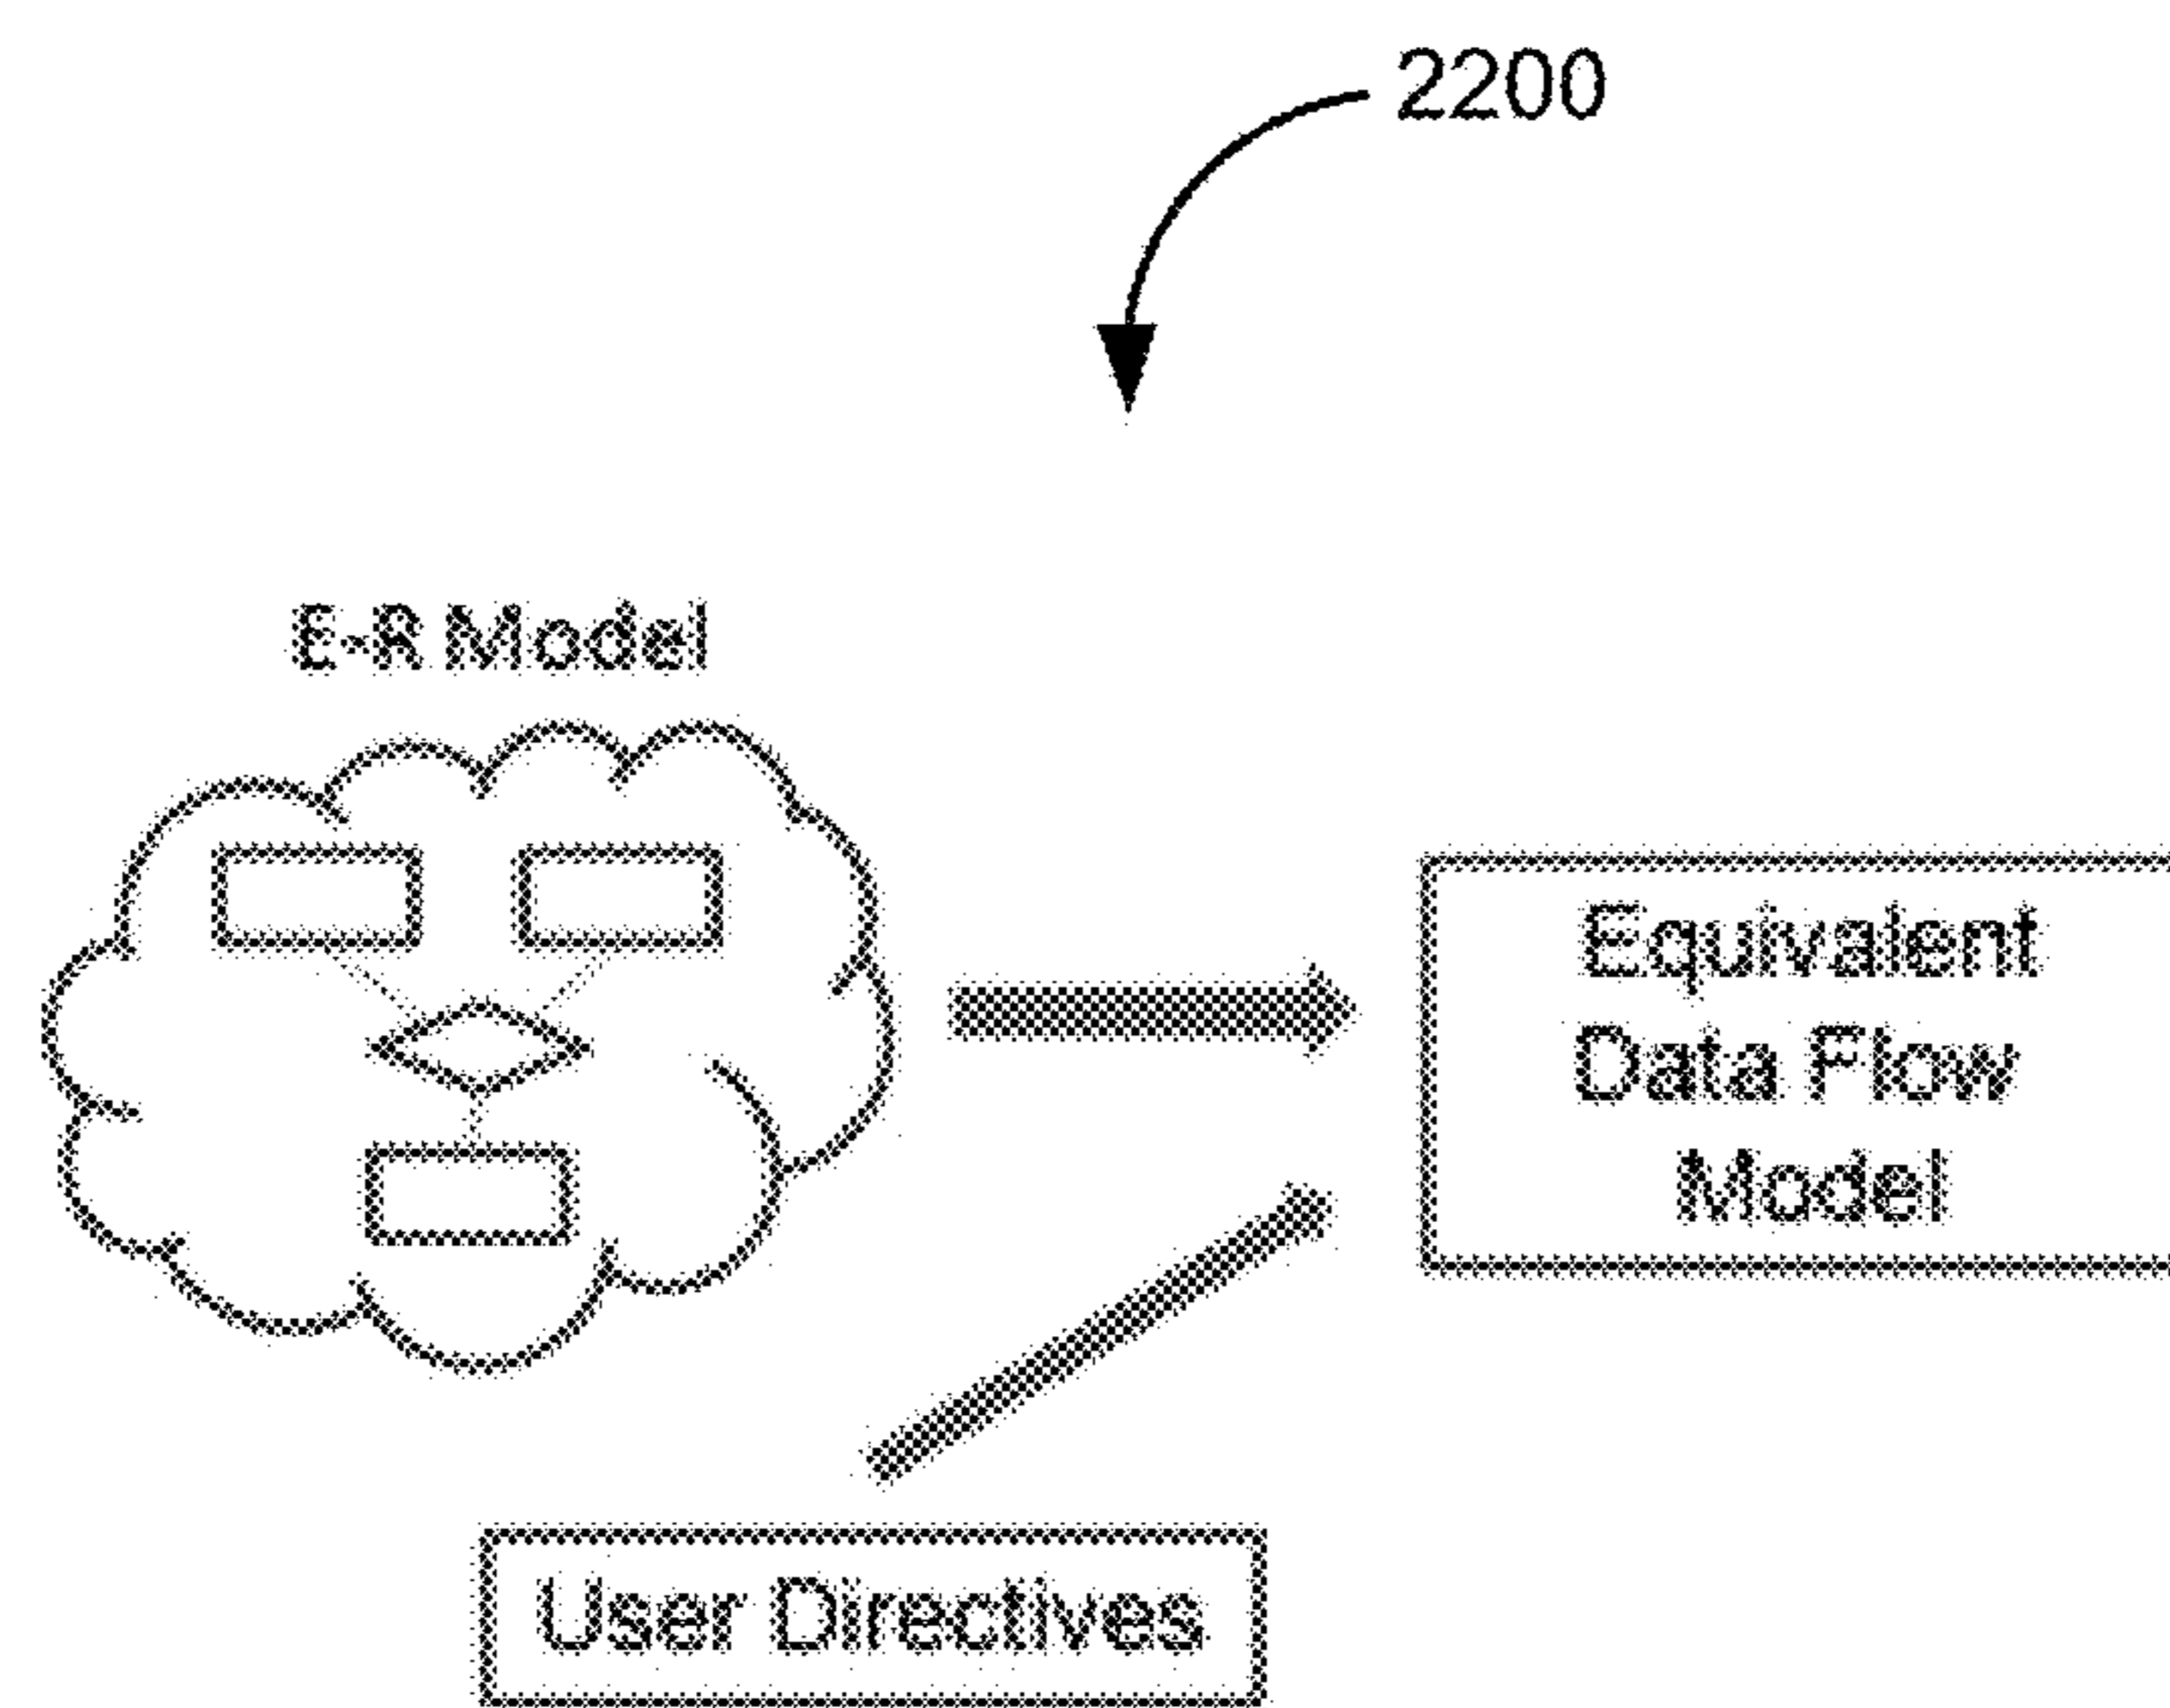 2200
E-R Model
Equivalent
Data Flow
Model
User Directives